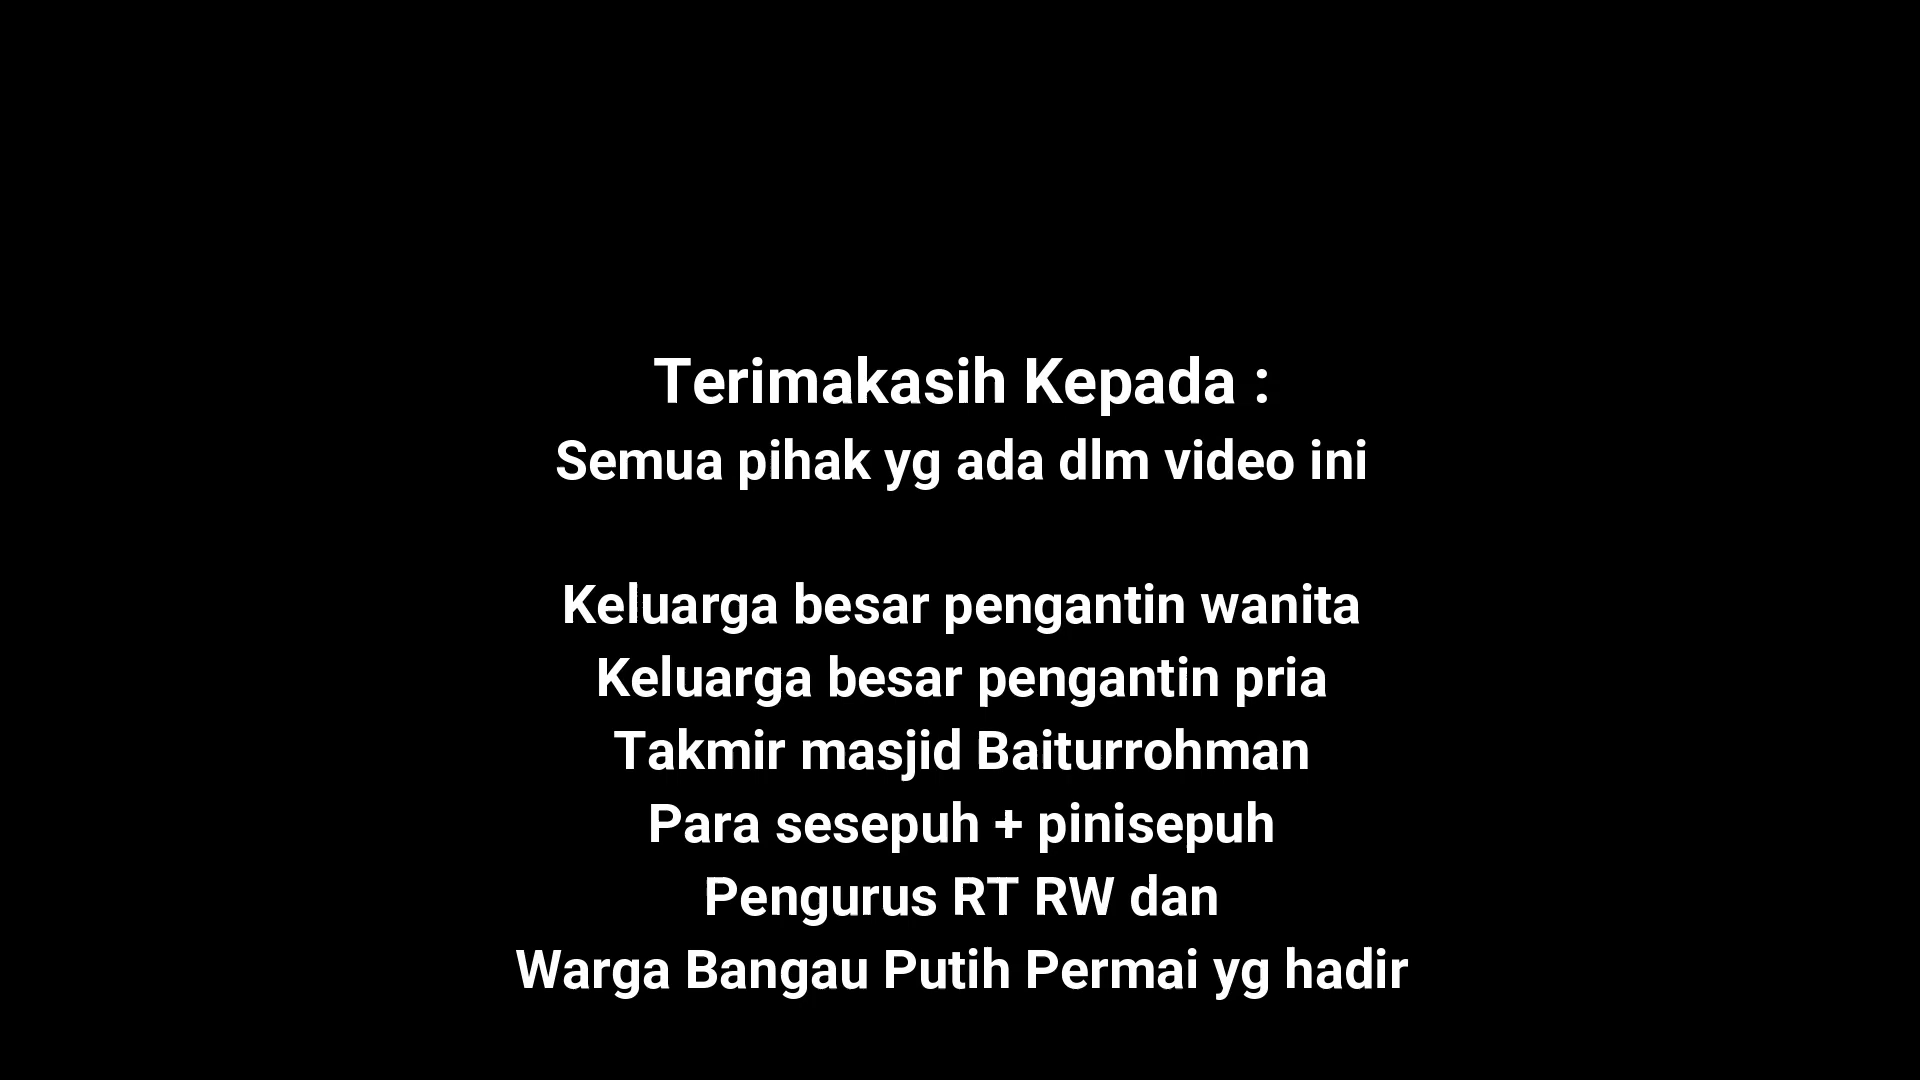 Terimakasih Kepada :
Semua pihak yg ada dlm video ini
Keluarga besar pengantin wanita
Keluarga besar pengantin pria
Takmir masjid Baiturrohman
Para sesepuh + pinisepuh
Pengurus RT RW dan
Warga Bangau Putih Permai yg hadir